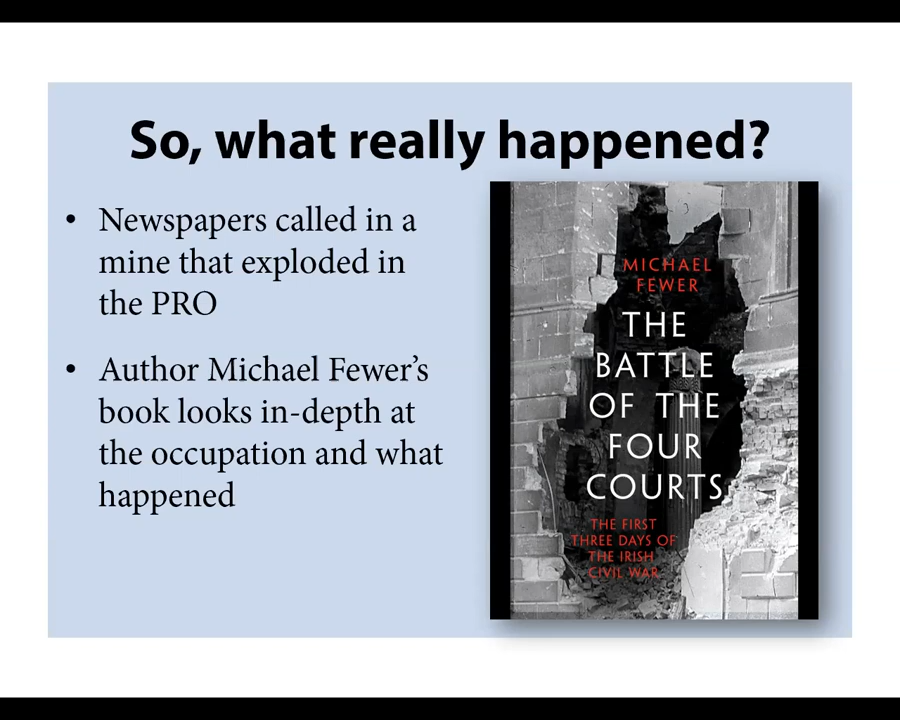 So, what really happened?
• Newspapers called in a
mine that exploded in
the PRO
• Author Michael Fewer’s
book looks in-depth at
the occupation and what
happened
MICHAEL
FEWER
THE
BATTLE
OF THE
FOUR
COURTS
THE FIRST
THREE DAYS OF
THE IRISH
CIVIL WAR